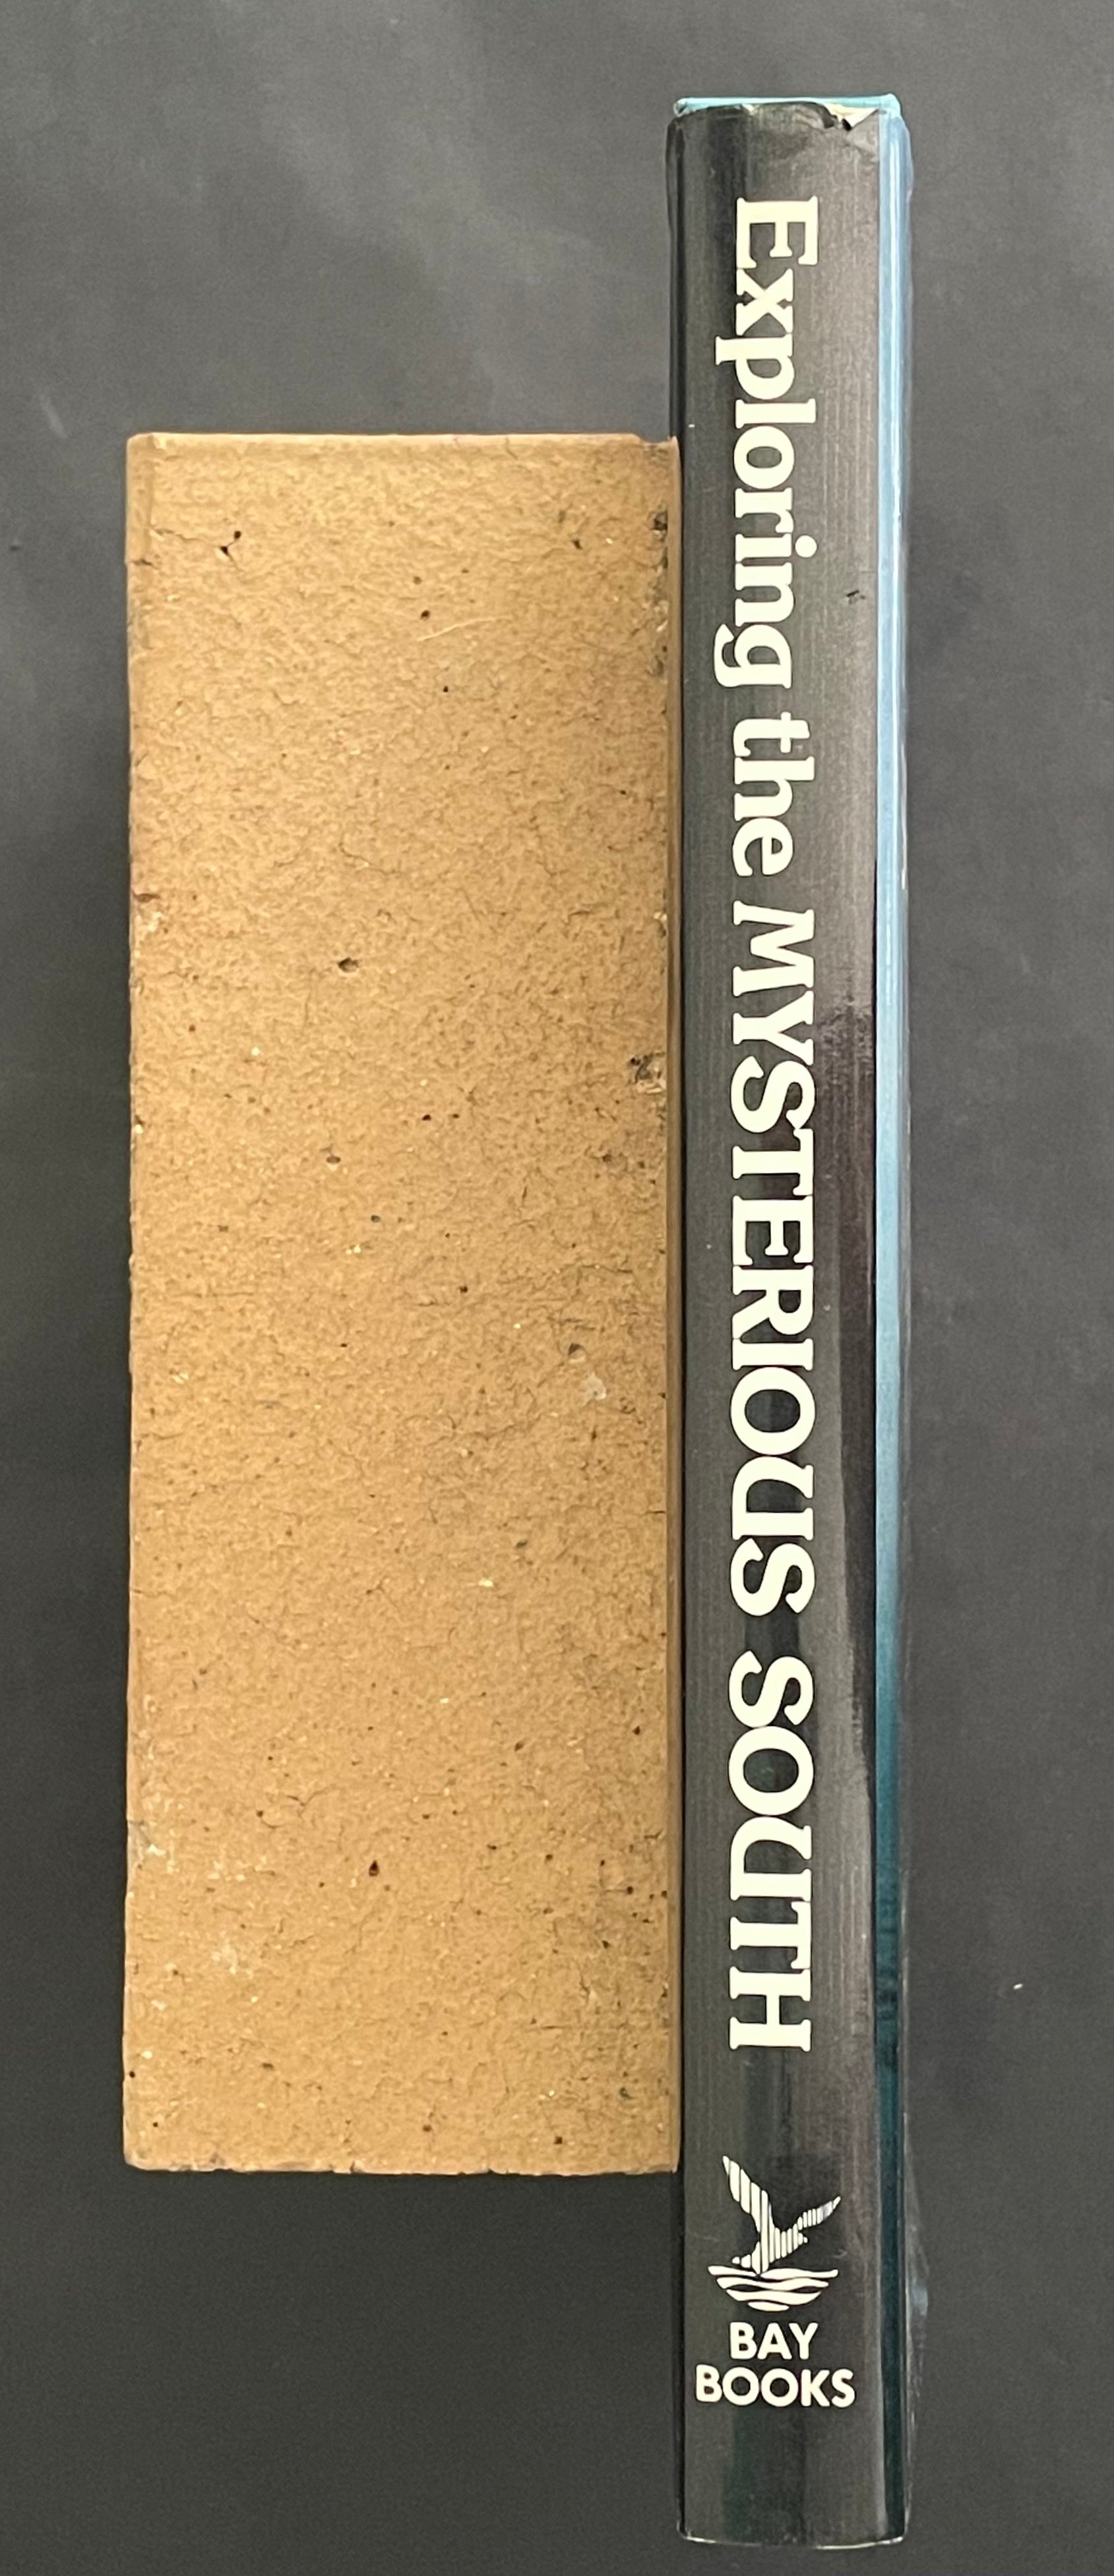 Exploring the MYSTERIOUS SOUTH
BAY
BOOKS